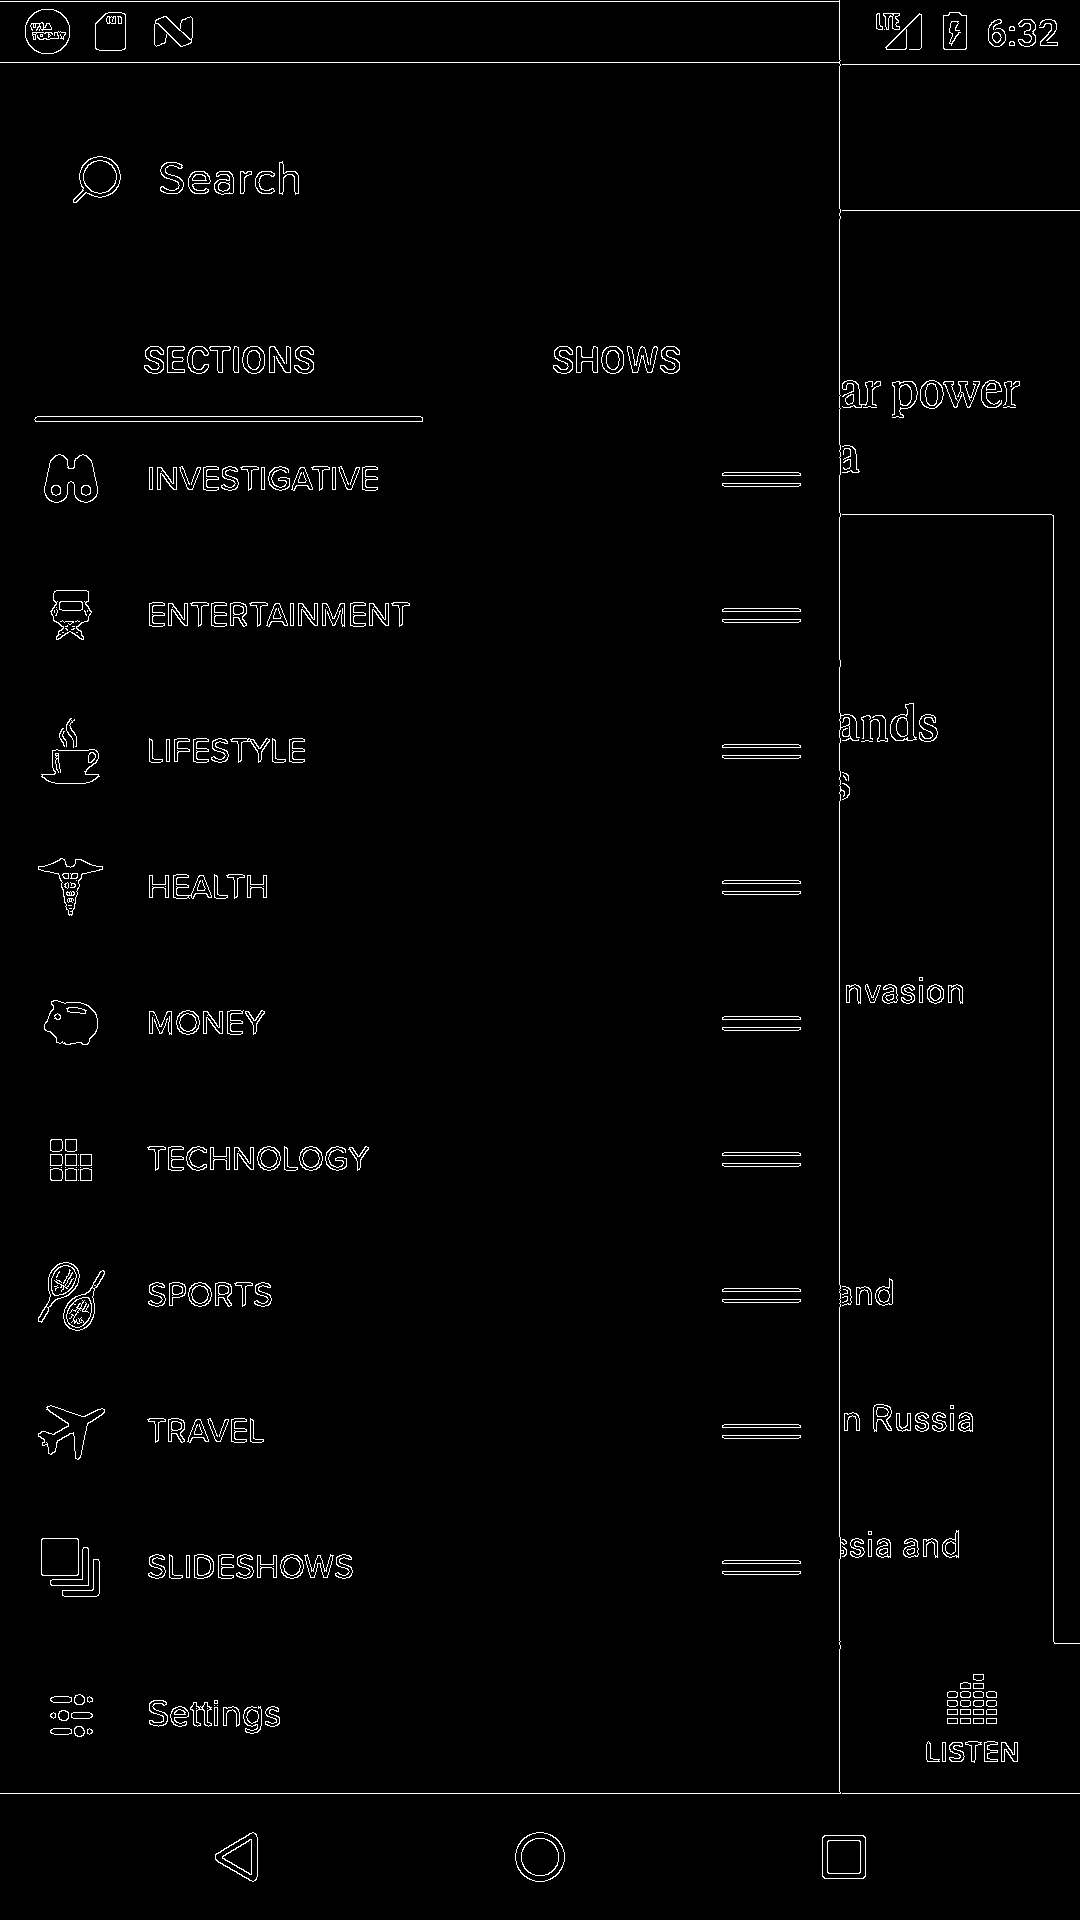 LTE 6:32
Search
SECTIONS SHOWS
ar power
a
INVESTIGATIVE
ENTERTAINMENT
ands
LIFESTYLE
s
HEALTH
nvasion
MONEY
TECHNOLOGY
SPORTS
and
TRAVEL
n Russia
SLIDESHOWS
ssia and
Settings
LISTEN